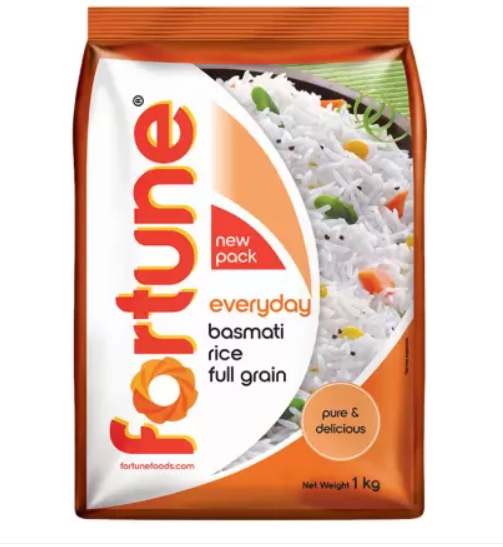 fortune®
new
pack
everyday
basmati
rice
full grain
pure &
delicious
fortunefoods.com
Net Weight 1 kg